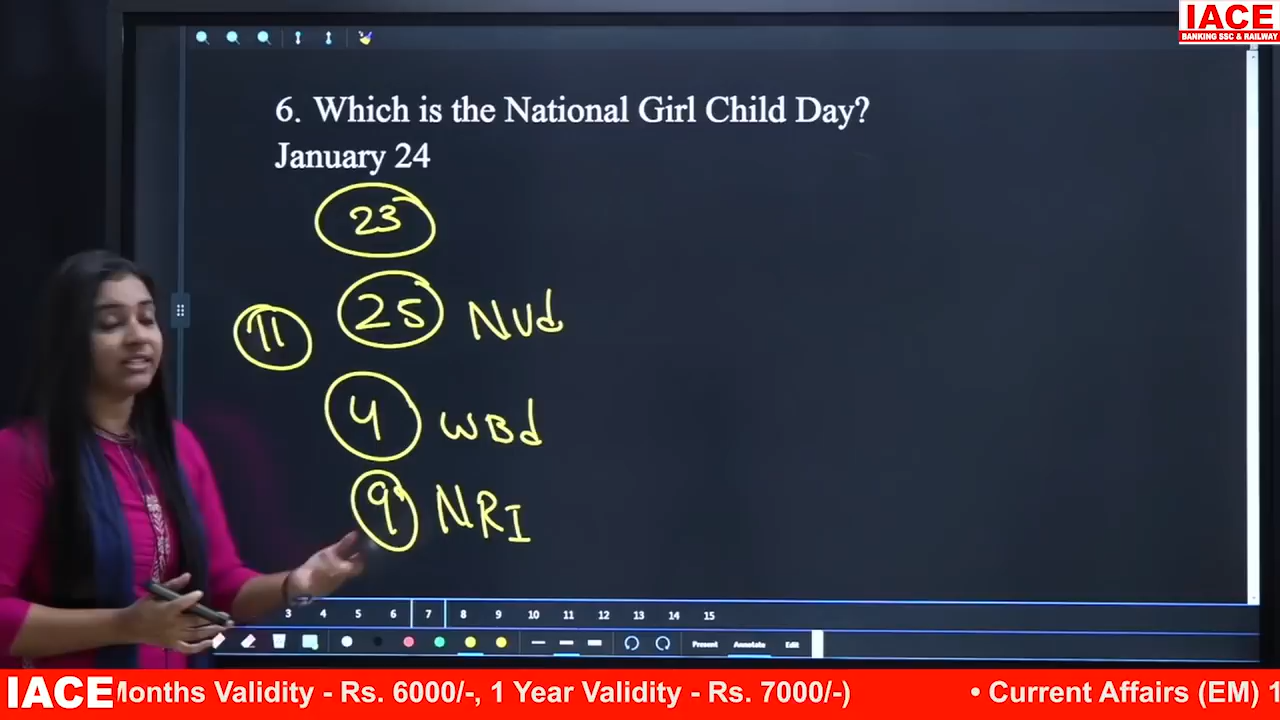 IACE
BANKING SSC & RAILWAY
6. Which is the National Girl Child Day?
January 24
23
25 NVd
11
4 WBd
9 NRI
3 4 5 6 7 8 9 10 11 12 13 14 15
Present Annotate Edit
IACE Months Validity - Rs. 6000/-, 1 Year Validity - Rs. 7000/-) • Current Affairs (EM) 1